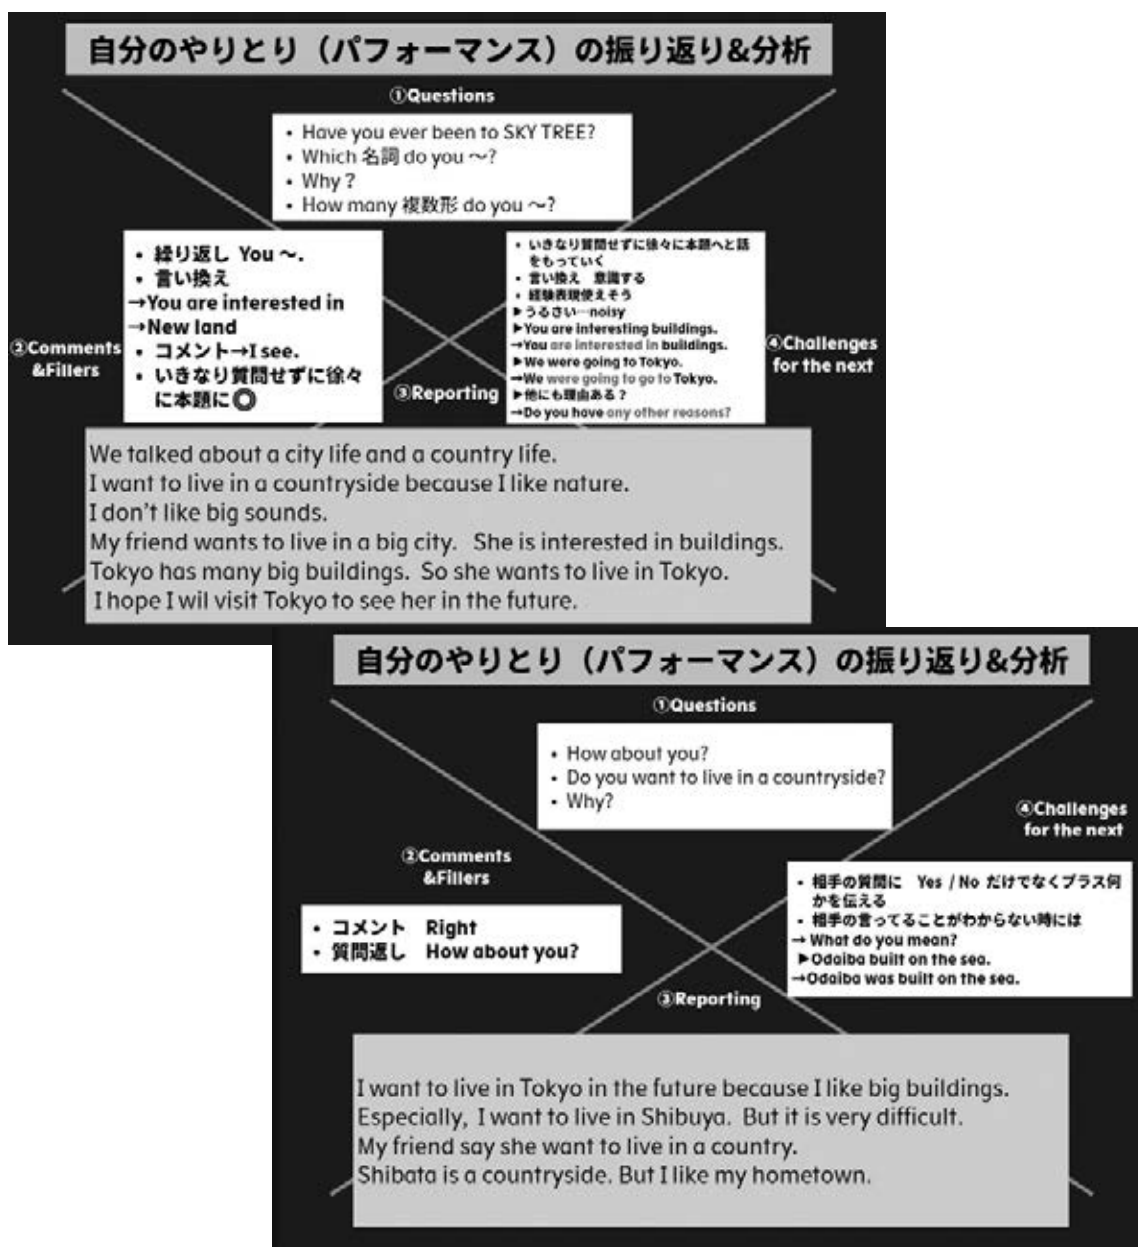 自分のやりとり（パフォーマンス）の振り返り&分析
①Questions
• Have you ever been to SKY TREE?
• Which 名詞 do you ～?
• Why？
• How many 複数形 do you ～?
②Comments
&Fillers
• 繰り返し You ～.
• 言い換え
→You are interested in
→New land
• コメント→I see.
• いきなり質問せずに徐々
に本題に◎
③Reporting
• いきなり質問せずに徐々に本題へと話
をもっていく
• 言い換え 意識する
• 経験表現使えそう
▶うるさい…noisy
▶You are interesting buildings.
→You are interested in buildings.
▶We were going to Tokyo.
→We were going to go to Tokyo.
▶他にも理由ある？
→Do you have any other reasons?
④Challenges
for the next
We talked about a city life and a country life.
I want to live in a countryside because I like nature.
I don't like big sounds.
My friend wants to live in a big city. She is interested in buildings.
Tokyo has many big buildings. So she wants to live in Tokyo.
I hope I wil visit Tokyo to see her in the future.
自分のやりとり（パフォーマンス）の振り返り&分析
①Questions
• How about you?
• Do you want to live in a countryside?
• Why?
②Comments
&Fillers
• コメント Right
• 質問返し How about you?
④Challenges
for the next
• 相手の質問に Yes / No だけでなくプラス何
かを伝える
• 相手の言ってることがわからない時には
→ What do you mean?
▶Odaiba built on the sea.
→Odaiba was built on the sea.
③Reporting
I want to live in Tokyo in the future because I like big buildings.
Especially, I want to live in Shibuya. But it is very difficult.
My friend say she want to live in a country.
Shibata is a countryside. But I like my hometown.